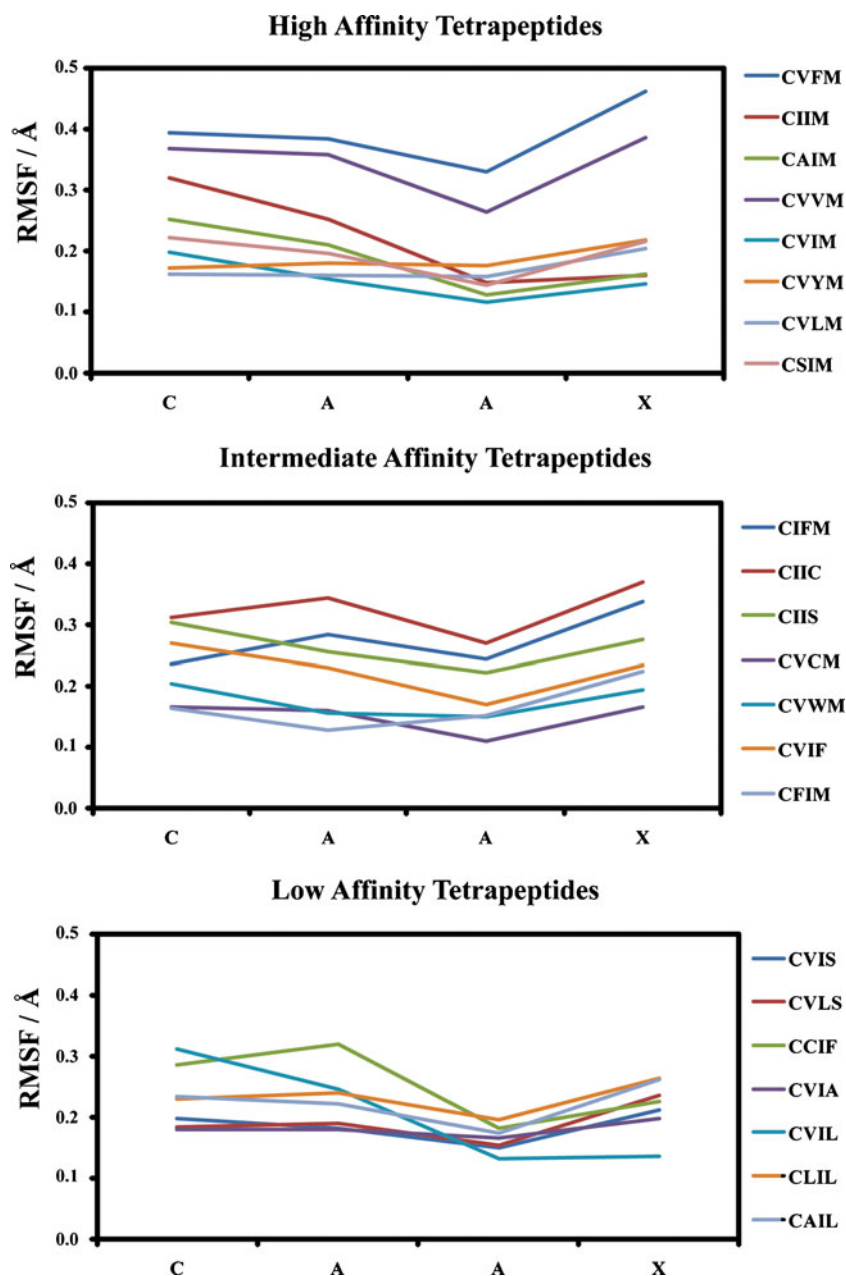 High Affinity Tetrapeptides
RMSF / Å
0.5
0.4
0.3
0.2
0.1
0.0
C A A X
CVFM
CIIM
CAIM
CVVM
CVIM
CVYM
CVLM
CSIM
Intermediate Affinity Tetrapeptides
RMSF / Å
0.5
0.4
0.3
0.2
0.1
0.0
C A A X
CIFM
CIIC
CIIS
CVCM
CVWM
CVIF
CFIM
Low Affinity Tetrapeptides
RMSF / Å
0.5
0.4
0.3
0.2
0.1
0.0
C A A X
CVIS
CVLS
CCIF
CVIA
CVIL
CLIL
CAIL